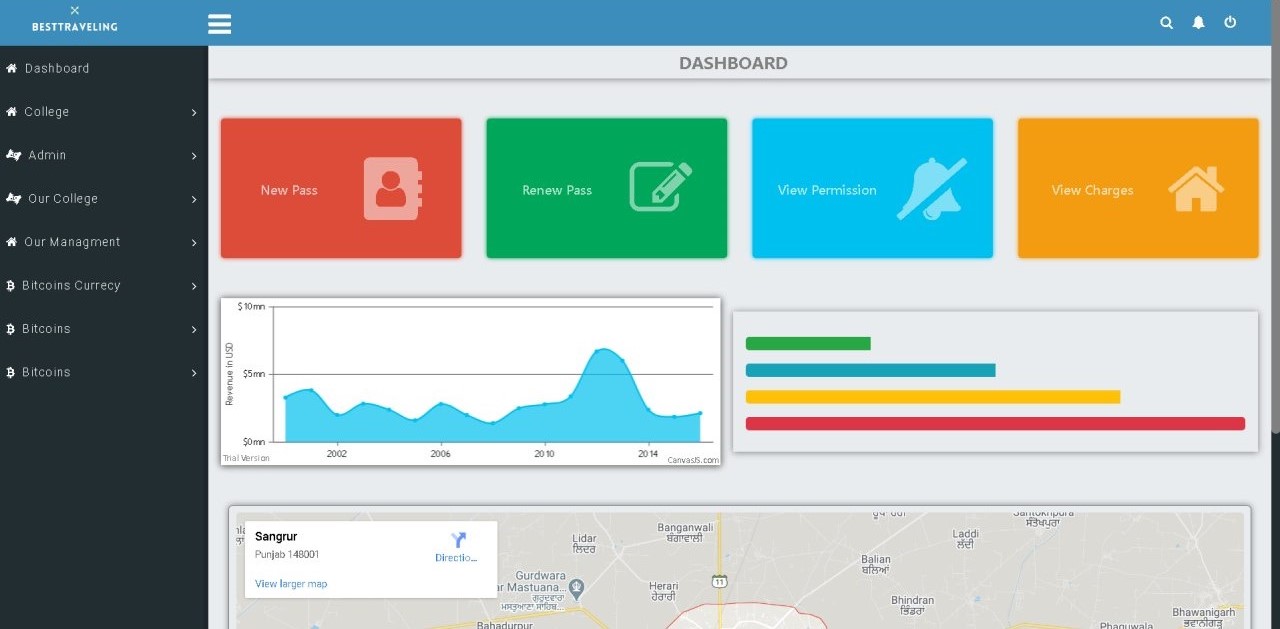 BESTTRAVELING
Dashboard
College
Admin
Our College
Our Managment
Bitcoins Currecy
Bitcoins
Bitcoins
DASHBOARD
New Pass
Renew Pass
View Permission
View Charges
$10mn
$5mn
$0mn
Revenue in USD
2002
2006
2010
2014
Trial Version
CanvasJS.com
Sangrur
Punjab 148001
Directio...
View larger map
Banganwali
ਬੰਗਾਵਾਲੀ
Lidar
ਲਿਦਰ
Gurdwara
Mastuana...
ਗੁਰਦੁਵਾਰਾ
ਮਸਤੂਆਣਾ ਸਾਹਿਬ...
Herari
ਹੇਰਾਰੀ
11
Laddi
ਲੱਦੀ
Balian
ਬਲਿਆਂ
Santokhpura
ਸੰਤੋਖਪੁਰਾ
Bhindran
ਭਿੰਡਰਾਂ
Bhawanigarh
ਭਵਾਨੀਗੜ੍ਹ
Bahadurpur
Phaguwala